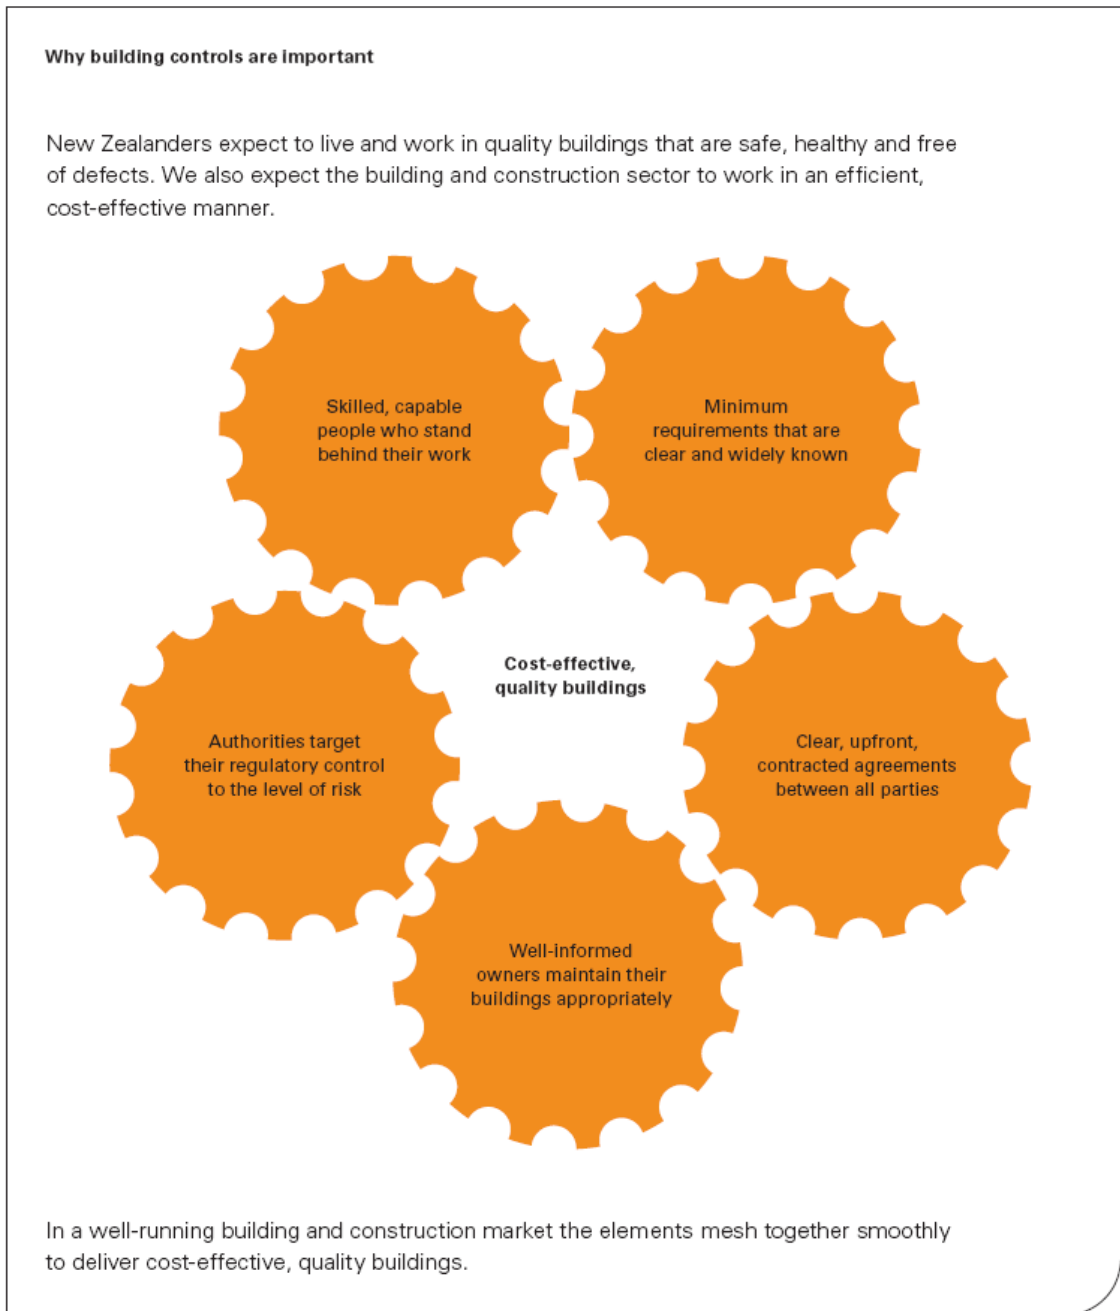 Why building controls are important
New Zealanders expect to live and work in quality buildings that are safe, healthy and free
of defects. We also expect the building and construction sector to work in an efficient,
cost-effective manner.
Skilled, capable
people who stand
behind their work
Minimum
requirements that are
clear and widely known
Cost-effective,
quality buildings
Authorities target
their regulatory control
to the level of risk
Clear, upfront,
contracted agreements
between all parties
Well-informed
owners maintain their
buildings appropriately
In a well-running building and construction market the elements mesh together smoothly
to deliver cost-effective, quality buildings.